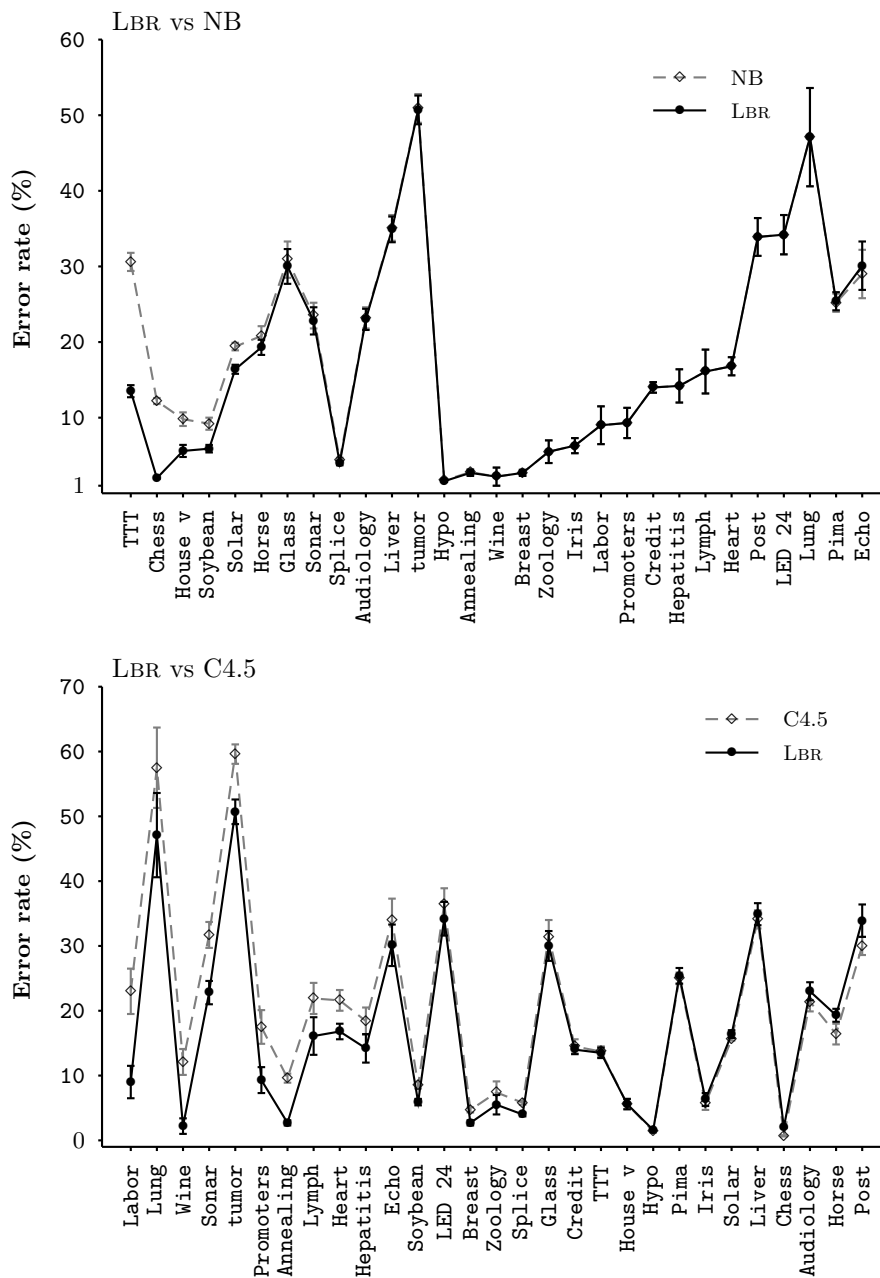 LBR vs NB
60
50
40
30
20
10
1
Error rate (%)
NB
LBR
TTT
Chess
House v
Soybean
Solar
Horse
Glass
Sonar
Splice
Audiology
Liver
tumor
Hypo
Annealing
Wine
Breast
Zoology
Iris
Labor
Promoters
Credit
Hepatitis
Lymph
Heart
Post
LED 24
Lung
Pima
Echo
LBR vs C4.5
70
60
50
40
30
20
10
0
Error rate (%)
C4.5
LBR
Labor
Lung
Wine
Sonar
tumor
Promoters
Annealing
Lymph
Heart
Hepatitis
Echo
Soybean
LED 24
Breast
Zoology
Splice
Glass
Credit
TTT
House v
Hypo
Pima
Iris
Solar
Liver
Chess
Audiology
Horse
Post